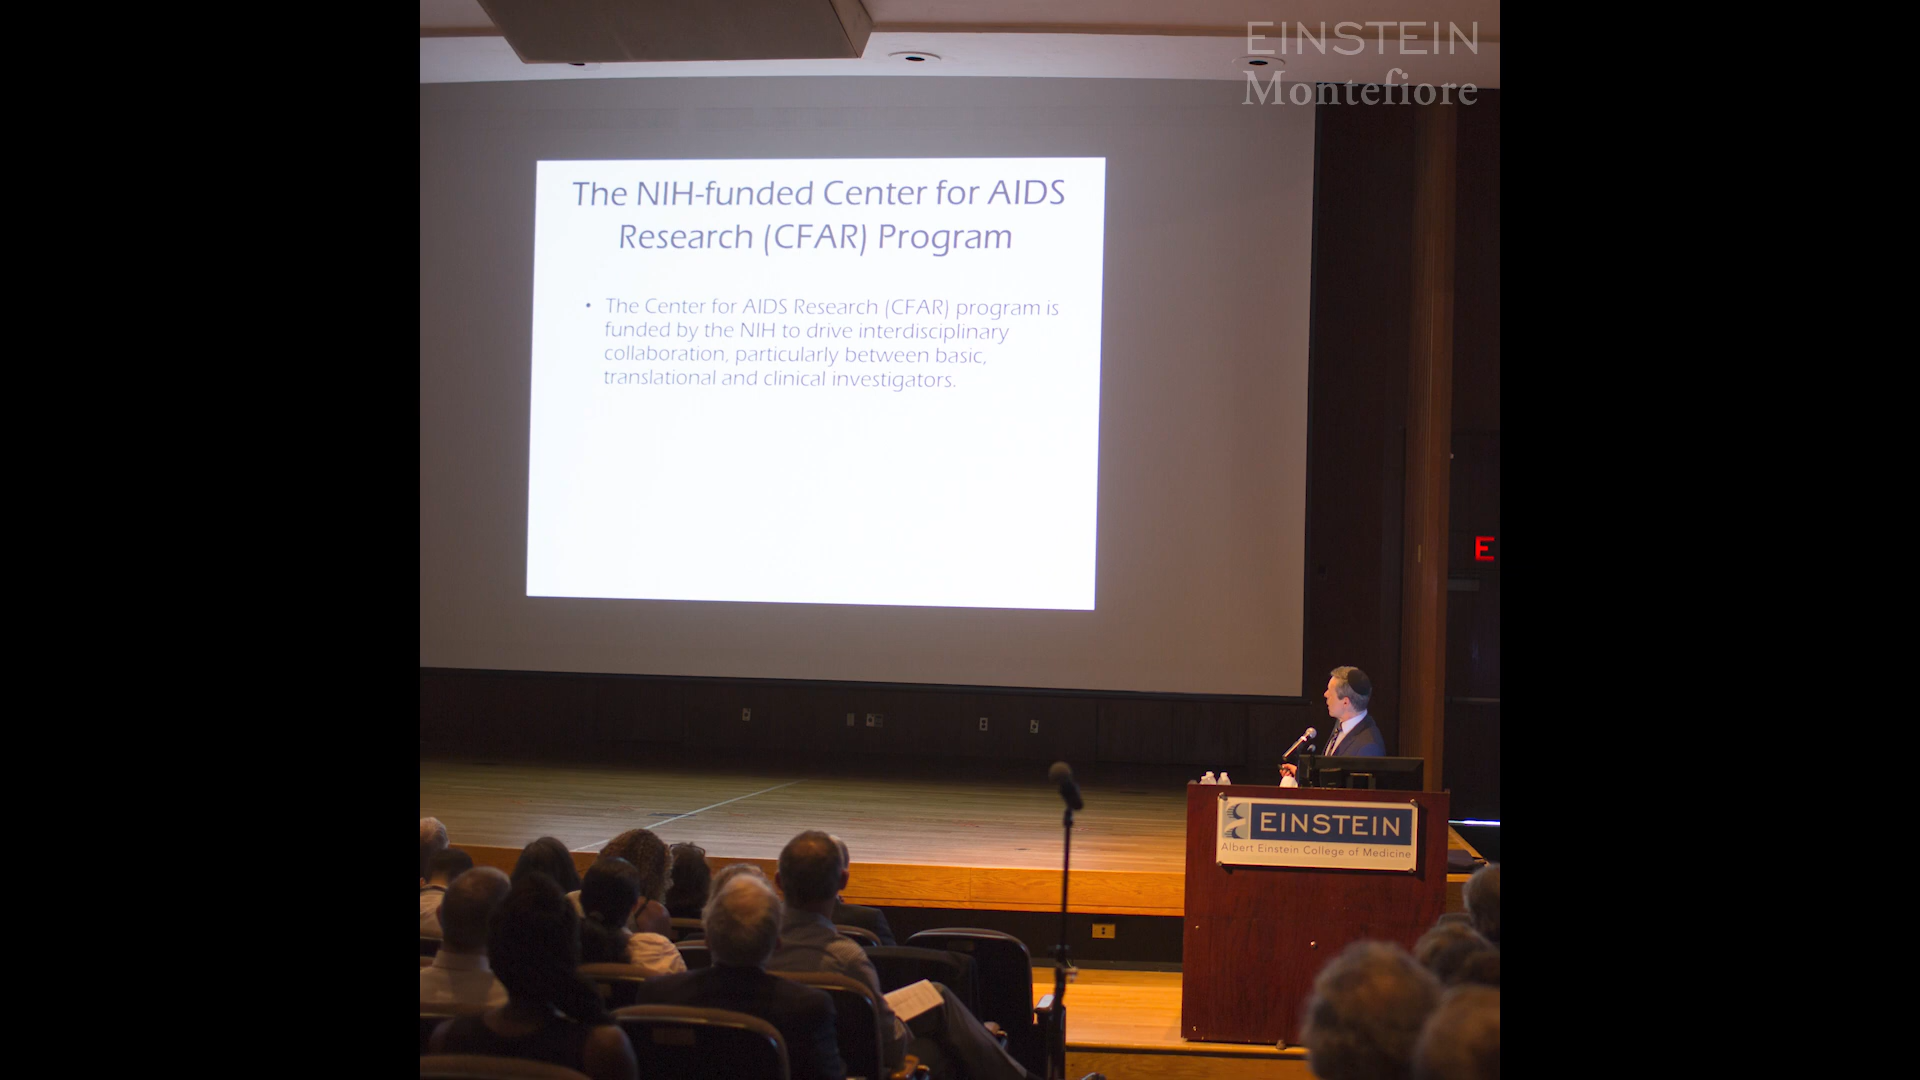 EINSTEIN
Montefiore
The NIH-funded Center for AIDS
Research (CFAR) Program
• The Center for AIDS Research (CFAR) program is
funded by the NIH to drive interdisciplinary
collaboration, particularly between basic,
translational and clinical investigators.
E
EINSTEIN
Albert Einstein College of Medicine